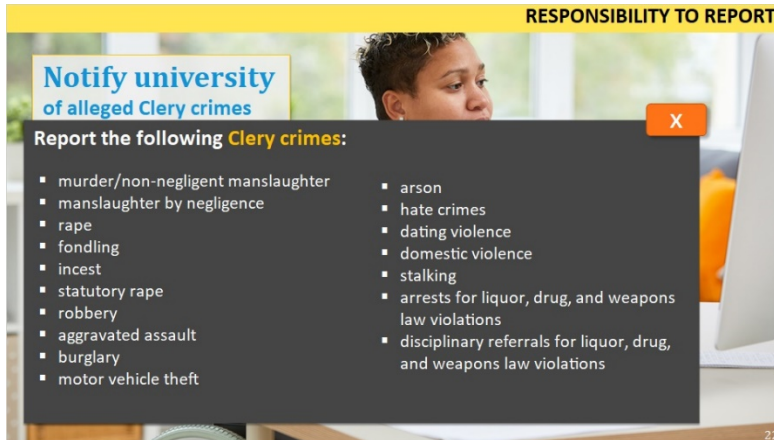 RESPONSIBILITY TO REPORT
Notify university
of alleged Clery crimes
X
Report the following Clery crimes:
▪ murder/non-negligent manslaughter
▪ manslaughter by negligence
▪ rape
▪ fondling
▪ incest
▪ statutory rape
▪ robbery
▪ aggravated assault
▪ burglary
▪ motor vehicle theft
▪ arson
▪ hate crimes
▪ dating violence
▪ domestic violence
▪ stalking
▪ arrests for liquor, drug, and weapons
law violations
▪ disciplinary referrals for liquor, drug,
and weapons law violations